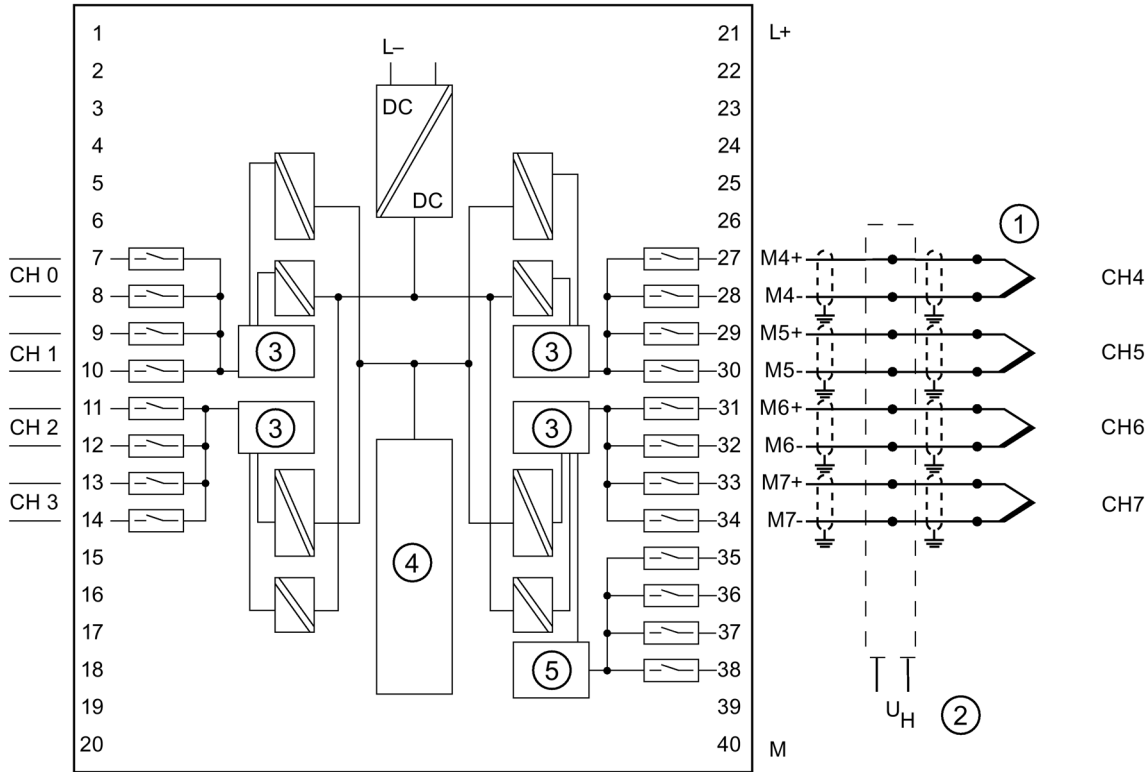 1 21 L+
L–
2 22
DC
3 23
4 24
5 25
DC
6 26
①
7 27 M4+
CH 0 CH4
8 28 M4-
9 29 M5+
CH 1 ③ ③ CH5
10 30 M5-
11 31 M6+
CH 2 ③ ③ CH6
12 32 M6-
13 33 M7+
CH 3 CH7
14 34 M7-
15 35
④
16 36
17 37
18 ⑤ 38
19 39
UH ②
20 40 M